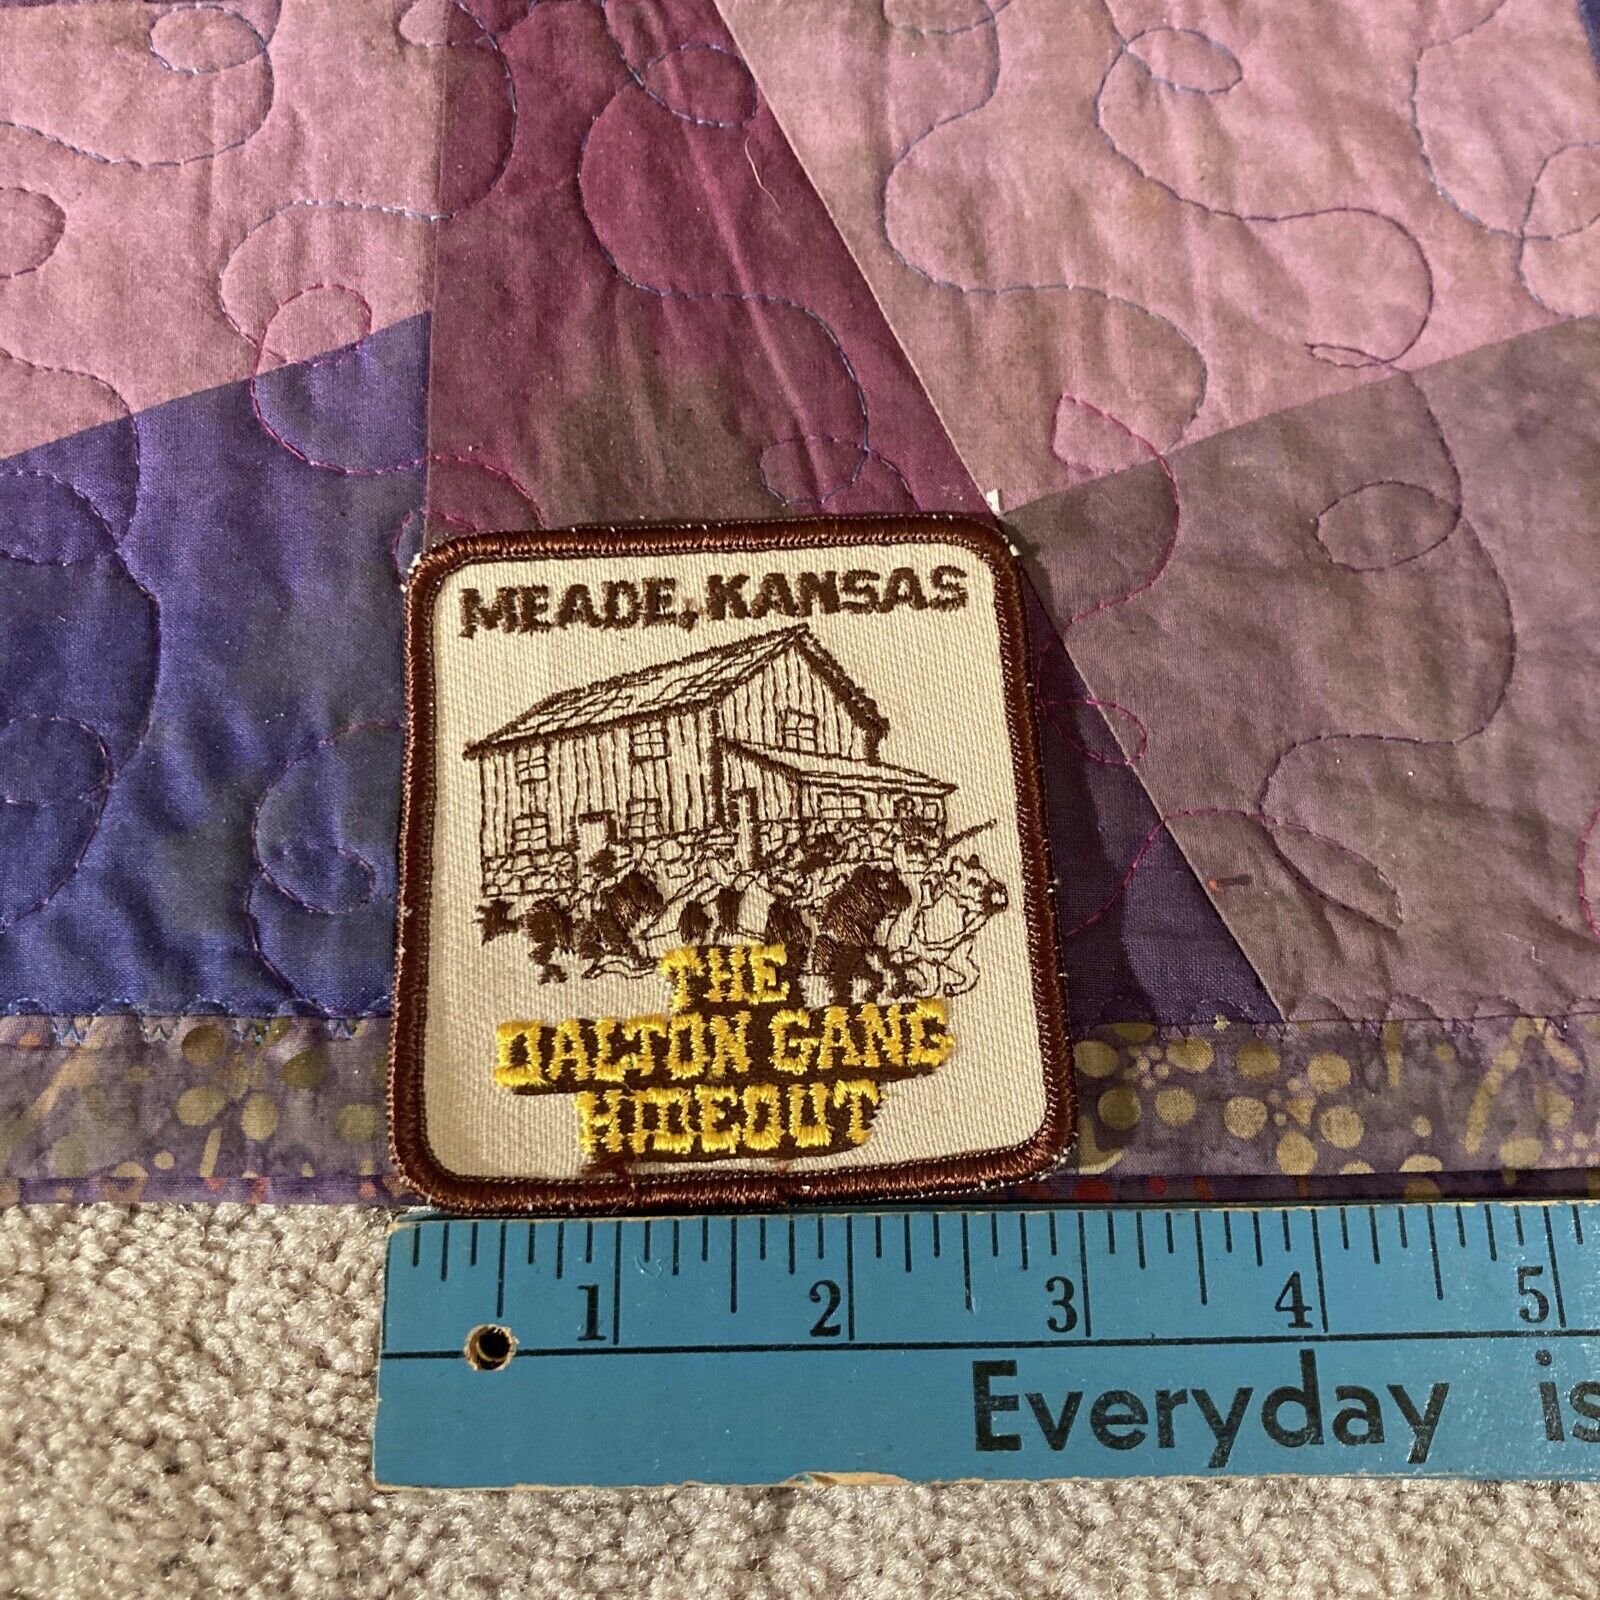 MEADE, KANSAS
THE
DALTON GANG
HIDEOUT
1 2 3 4 5
Everyday is